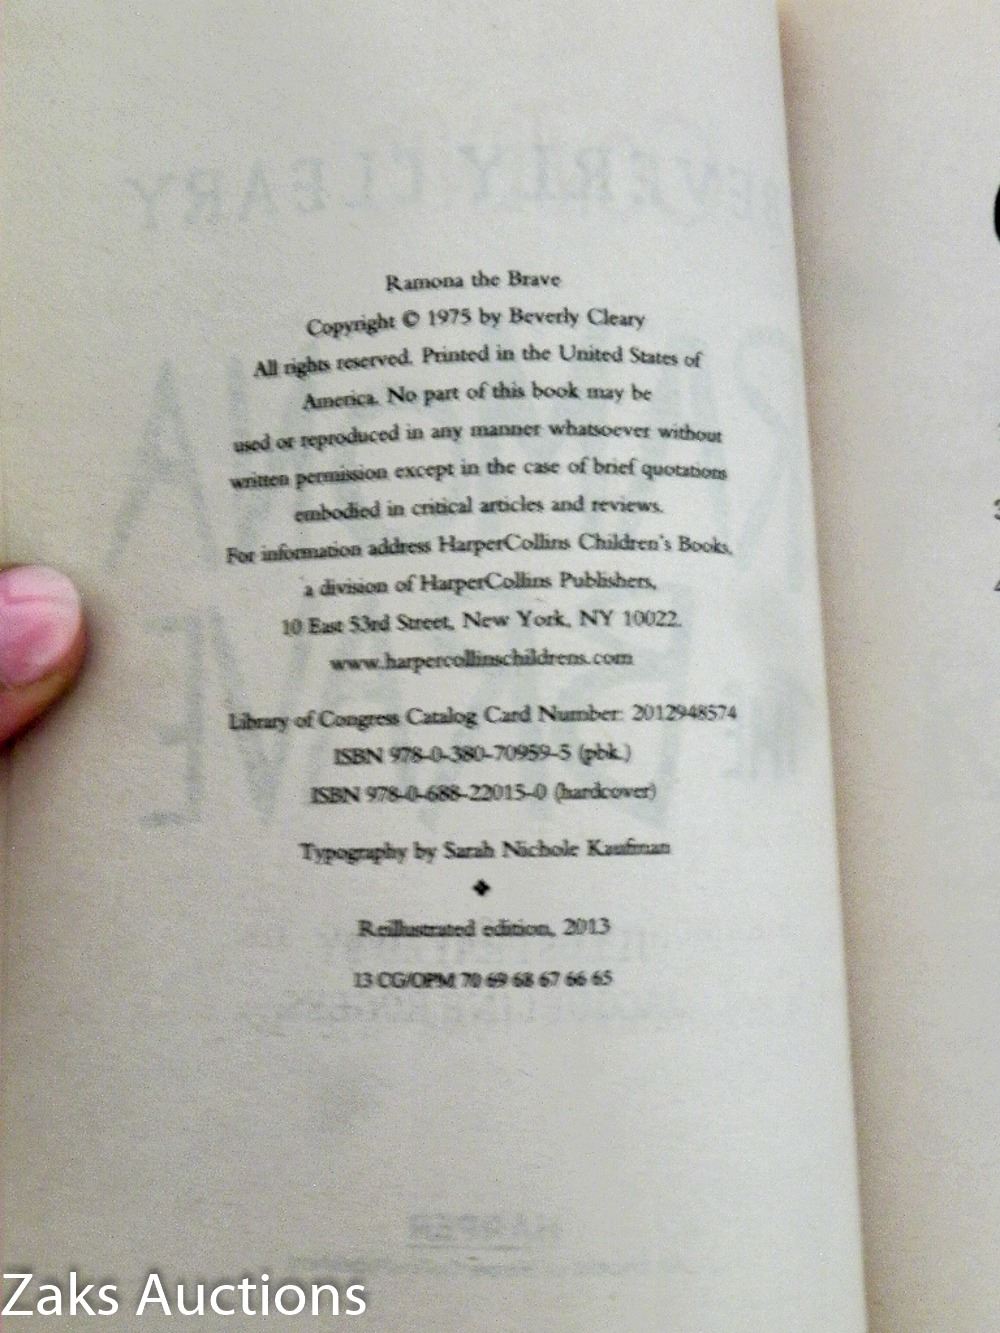 BEVERLY CLEARY
Ramona the Brave
Copyright © 1975 by Beverly Cleary
All rights reserved. Printed in the United States of
America. No part of this book may be
used or reproduced in any manner whatsoever without
written permission except in the case of brief quotations
embodied in critical articles and reviews.
For information address HarperCollins Children's Books,
a division of HarperCollins Publishers,
10 East 53rd Street, New York, NY 10022.
www.harpercollinschildrens.com
Library of Congress Catalog Card Number: 2012948574
ISBN 978-0-380-70959-5 (pbk.)
ISBN 978-0-688-22015-0 (hardcover)
Typography by Sarah Nichole Kaufman
❖
Reillustrated edition, 2013
13 CG/OPM 70 69 68 67 66 65
HARPER
Zaks Auctions